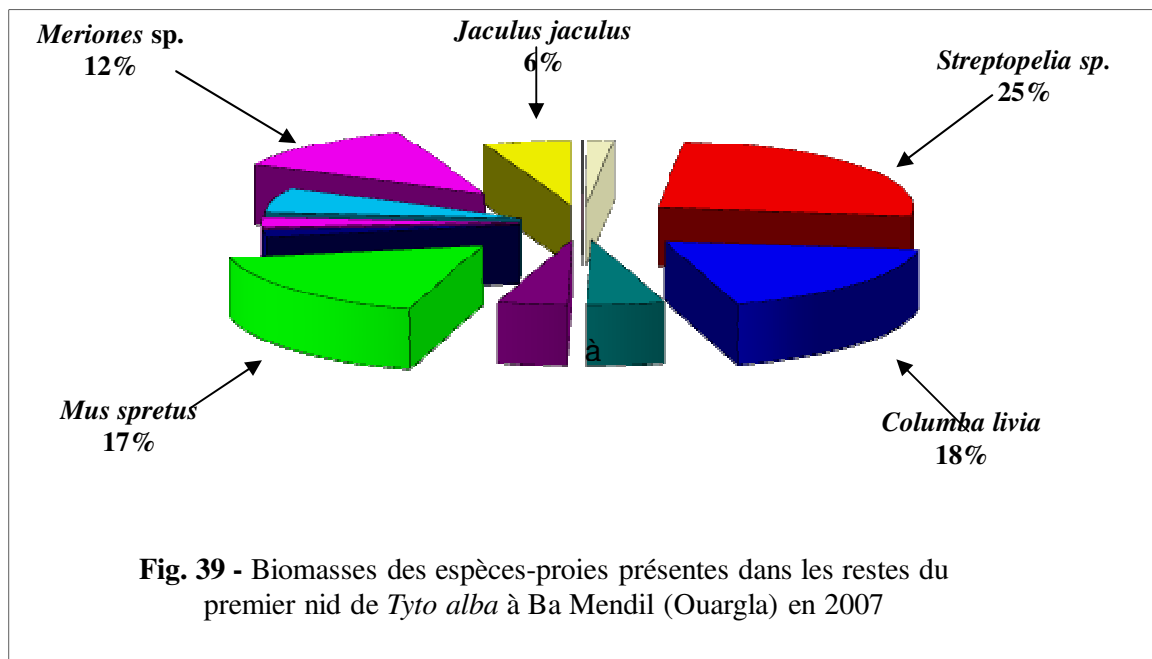 Meriones sp.
12%
Jaculus jaculus
6%
Streptopelia sp.
25%
à
Mus spretus
17%
Columba livia
18%
Fig. 39 - Biomasses des espèces-proies présentes dans les restes du
premier nid de Tyto alba à Ba Mendil (Ouargla) en 2007